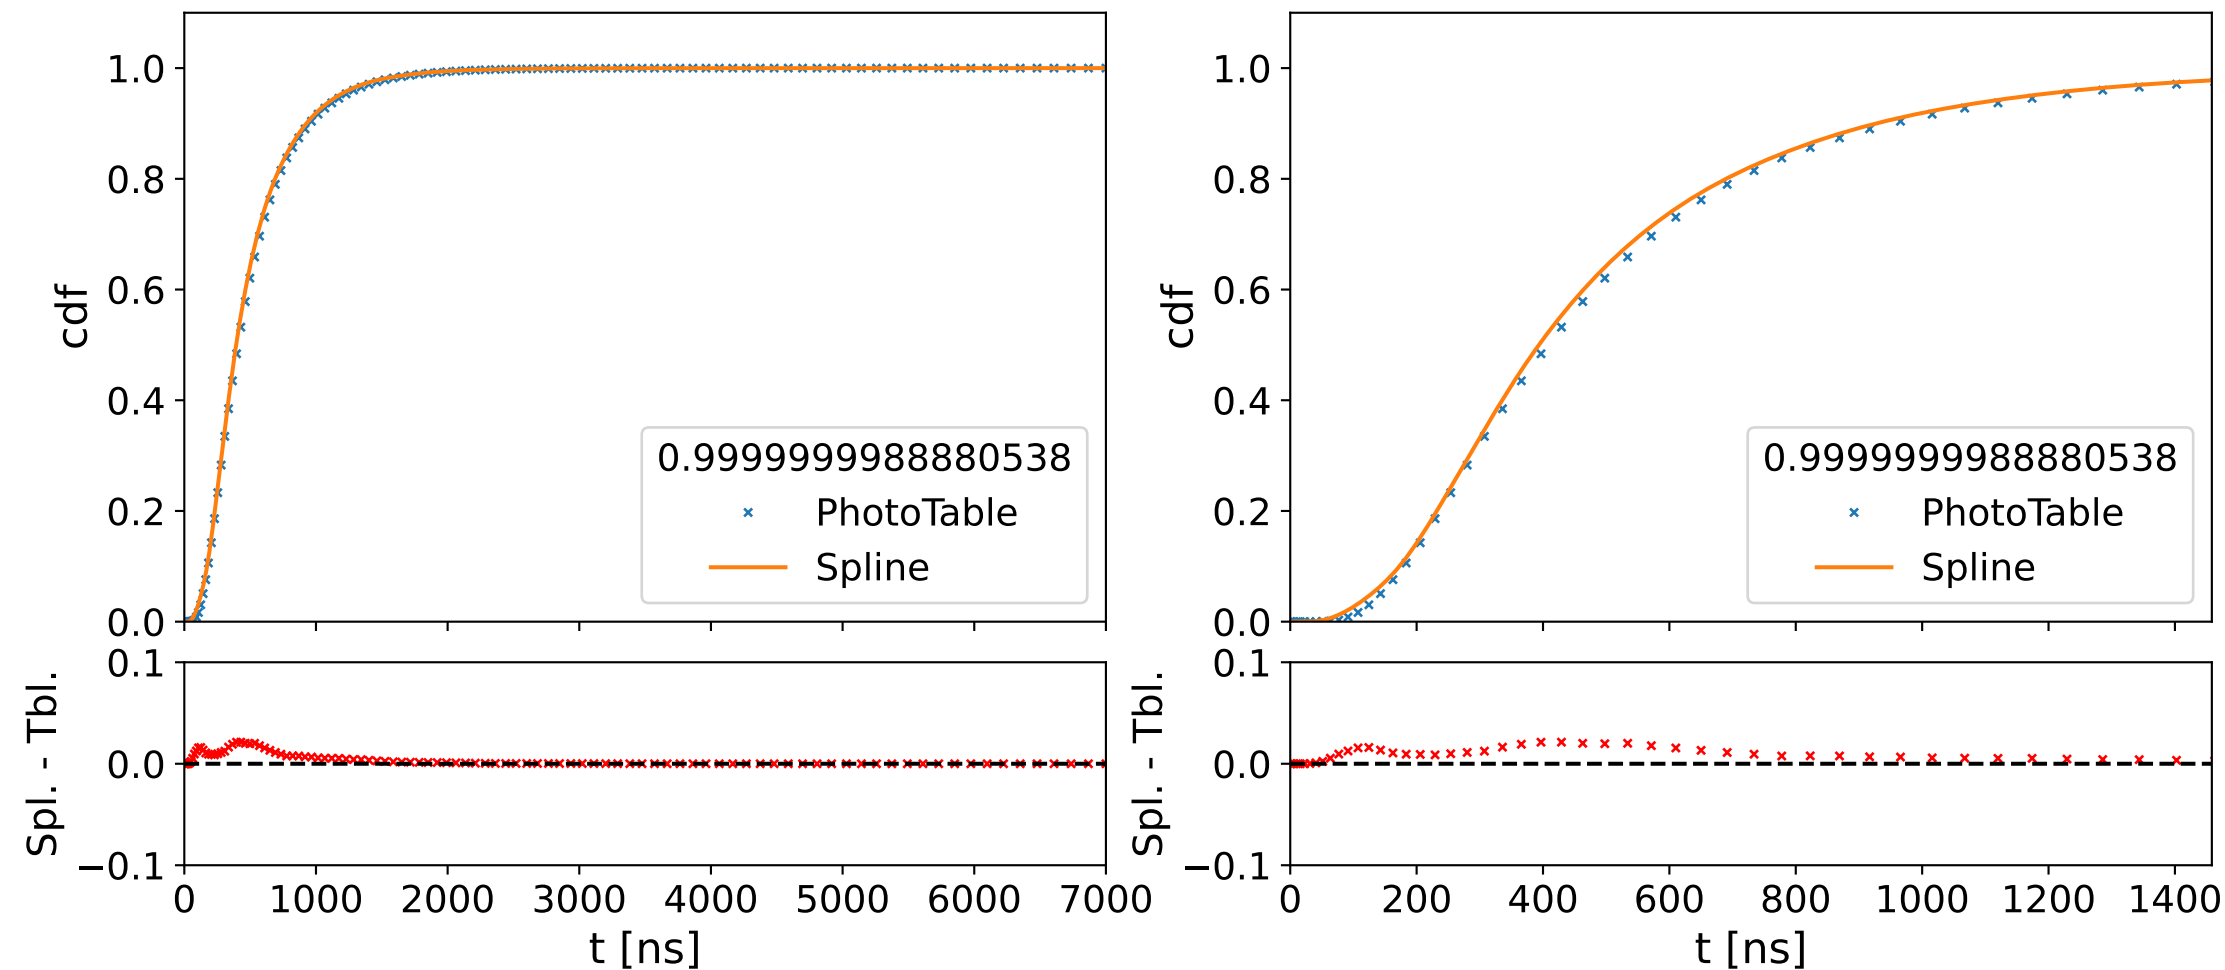 cdf
1.0
0.8
0.6
0.4
0.2
0.0
0.9999999988880538
PhotoTable
Spline
Spl. - Tbl.
0.1
0.0
−0.1
0 1000 2000 3000 4000 5000 6000 7000
t [ns]
cdf
1.0
0.8
0.6
0.4
0.2
0.0
0.9999999988880538
PhotoTable
Spline
Spl. - Tbl.
0.1
0.0
−0.1
0 200 400 600 800 1000 1200 1400
t [ns]